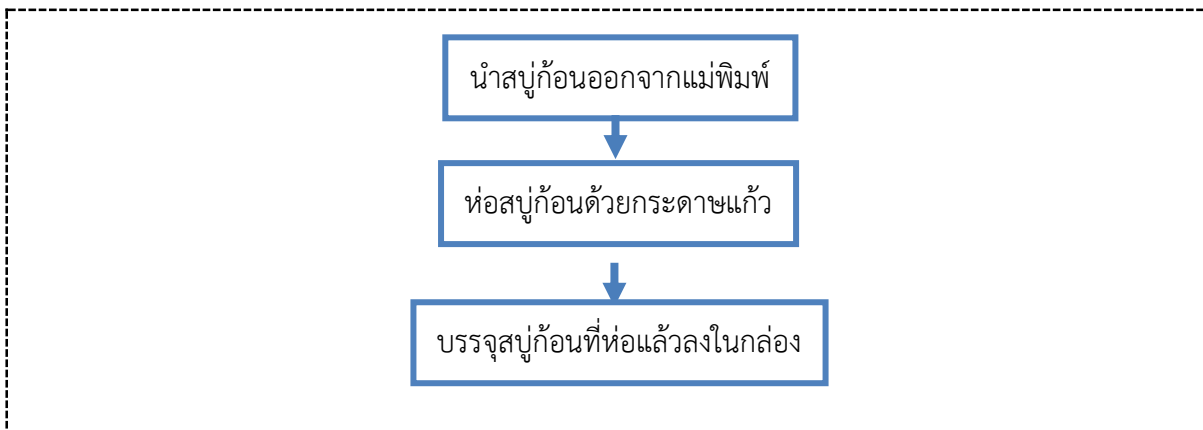 นำสบู่ก้อนออกจากแม่พิมพ์
ห่อสบู่ก้อนด้วยกระดาษแก้ว
บรรจุสบู่ก้อนที่ห่อแล้วลงในกล่อง